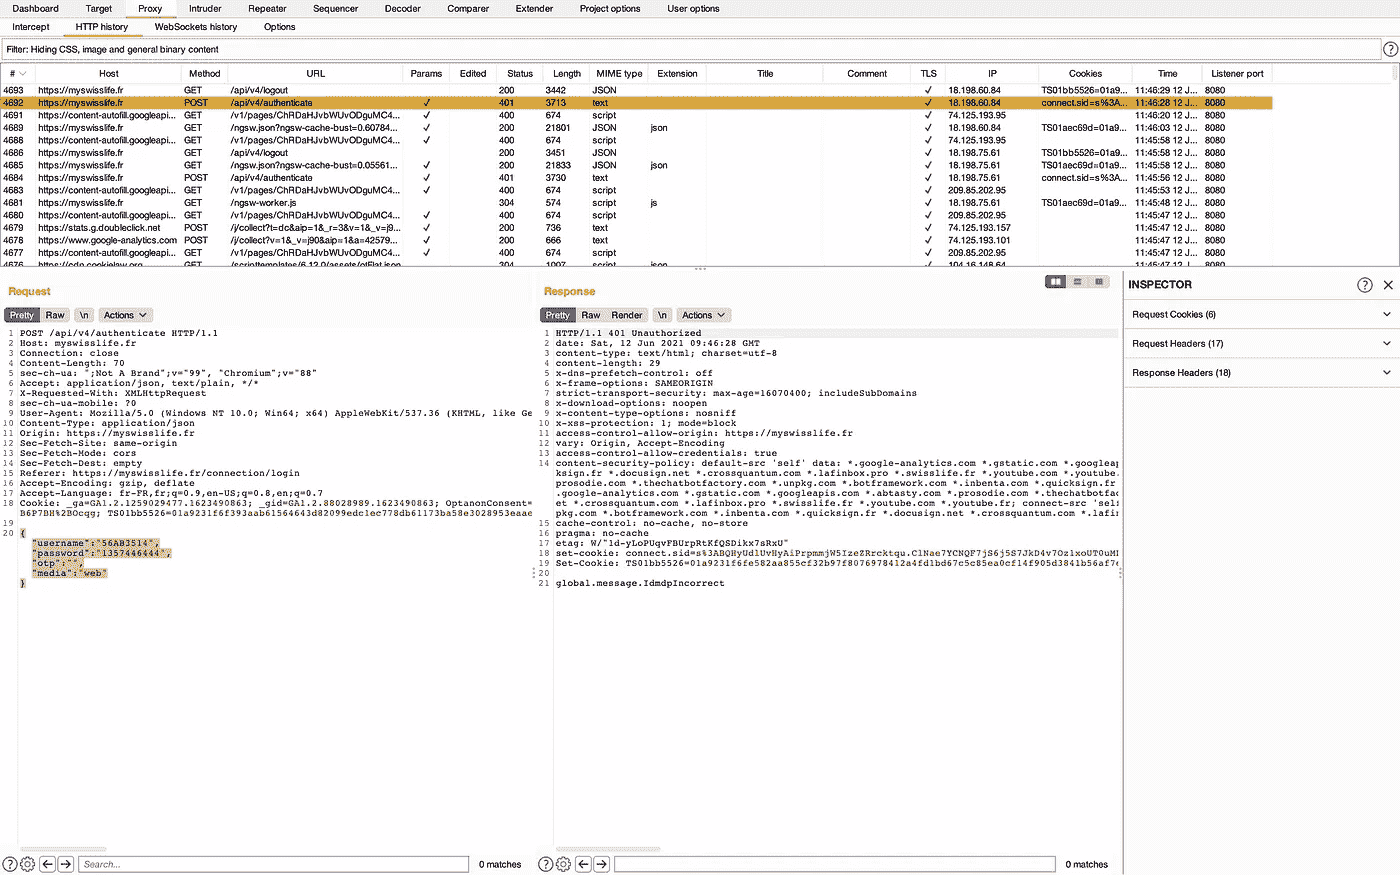 Dashboard Target Proxy Intruder Repeater Sequencer Decoder Comparer Extender Project options User options
Intercept HTTP history WebSockets history Options
Filter: Hiding CSS, image and general binary content
# Host Method URL Params Edited Status Length MIME type Extension Title Comment TLS IP Cookies Time Listener port
4693 https://myswisslife.fr GET /api/v4/logout 200 3442 JSON ✓ 18.198.60.84 TS01bb5526=01a9... 11:46:29 12 J... 8080
4692 https://myswisslife.fr POST /api/v4/authenticate ✓ 401 3713 text ✓ 18.198.60.84 connect.sid=s%3A... 11:46:28 12 J... 8080
4691 https://content-autofill.googleapi... GET /v1/pages/ChRDaHJvbWUvODguMC4... ✓ 400 674 script ✓ 74.125.193.95 11:46:20 12 J... 8080
4689 https://myswisslife.fr GET /ngsw.json?ngsw-cache-bust=0.60784... ✓ 200 21801 JSON json ✓ 18.198.60.84 TS01aec69d=01a9... 11:46:03 12 J... 8080
4688 https://content-autofill.googleapi... GET /v1/pages/ChRDaHJvbWUvODguMC4... ✓ 400 674 script ✓ 74.125.193.95 11:45:58 12 J... 8080
4686 https://myswisslife.fr GET /api/v4/logout 200 3451 JSON ✓ 18.198.75.61 TS01bb5526=01a9... 11:45:58 12 J... 8080
4685 https://myswisslife.fr GET /ngsw.json?ngsw-cache-bust=0.05561... ✓ 200 21833 JSON json ✓ 18.198.75.61 TS01aec69d=01a9... 11:45:58 12 J... 8080
4684 https://myswisslife.fr POST /api/v4/authenticate ✓ 401 3730 text ✓ 18.198.75.61 connect.sid=s%3A... 11:45:56 12 J... 8080
4683 https://content-autofill.googleapi... GET /v1/pages/ChRDaHJvbWUvODguMC4... ✓ 400 674 script ✓ 209.85.202.95 11:45:53 12 J... 8080
4681 https://myswisslife.fr GET /ngsw-worker.js 304 574 script js ✓ 18.198.75.61 TS01aec69d=01a9... 11:45:48 12 J... 8080
4680 https://content-autofill.googleapi... GET /v1/pages/ChRDaHJvbWUvODguMC4... ✓ 400 674 script ✓ 209.85.202.95 11:45:47 12 J... 8080
4679 https://stats.g.doubleclick.net POST /j/collect?t=dc&aip=1&_r=3&v=1&_v=j9... ✓ 200 736 text ✓ 74.125.193.157 11:45:47 12 J... 8080
4678 https://www.google-analytics.com POST /j/collect?v=1&_v=j90&aip=1&a=42579... ✓ 200 666 text ✓ 74.125.193.101 11:45:47 12 J... 8080
4677 https://content-autofill.googleapi... GET /v1/pages/ChRDaHJvbWUvODguMC4... ✓ 400 674 script ✓ 209.85.202.95 11:45:47 12 J... 8080
Request
Pretty Raw \n Actions
1 POST /api/v4/authenticate HTTP/1.1
2 Host: myswisslife.fr
3 Connection: close
4 Content-Length: 70
5 sec-ch-ua: ";Not A Brand";v="99", "Chromium";v="88"
6 Accept: application/json, text/plain, */*
7 X-Requested-With: XMLHttpRequest
8 sec-ch-ua-mobile: ?0
9 User-Agent: Mozilla/5.0 (Windows NT 10.0; Win64; x64) AppleWebKit/537.36 (KHTML, like Ge
10 Content-Type: application/json
11 Origin: https://myswisslife.fr
12 Sec-Fetch-Site: same-origin
13 Sec-Fetch-Mode: cors
14 Sec-Fetch-Dest: empty
15 Referer: https://myswisslife.fr/connection/login
16 Accept-Encoding: gzip, deflate
17 Accept-Language: fr-FR,fr;q=0.9,en-US;q=0.8,en;q=0.7
18 Cookie: _ga=GA1.2.1259029477.1623490863; _gid=GA1.2.88028989.1623490863; OptanonConsent=
19
20 {
"username":"56AB3514",
"password":"1357446444",
"otp":"",
"media":"web"
}
Search... 0 matches
Response
Pretty Raw Render \n Actions
1 HTTP/1.1 401 Unauthorized
2 date: Sat, 12 Jun 2021 09:46:28 GMT
3 content-type: text/html; charset=utf-8
4 content-length: 29
5 x-dns-prefetch-control: off
6 x-frame-options: SAMEORIGIN
7 strict-transport-security: max-age=16070400; includeSubDomains
8 x-download-options: noopen
9 x-content-type-options: nosniff
10 x-xss-protection: 1; mode=block
11 access-control-allow-origin: https://myswisslife.fr
12 vary: Origin, Accept-Encoding
13 access-control-allow-credentials: true
14 content-security-policy: default-src 'self' data: *.google-analytics.com *.gstatic.com *.googleap
ksign.fr *.docusign.net *.crossquantum.com *.lafinbox.pro *.swisslife.fr *.youtube.com *.youtube
prosodie.com *.thechatbotfactory.com *.unpkg.com *.botframework.com *.inbenta.com *.quicksign.fr
.google-analytics.com *.gstatic.com *.googleapis.com *.abtasty.com *.prosodie.com *.thechatbotfac
et *.crossquantum.com *.lafinbox.pro *.swisslife.fr *.youtube.com *.youtube.fr; connect-src 'self
pkg.com *.botframework.com *.inbenta.com *.quicksign.fr *.docusign.net *.crossquantum.com *.lafin
15 cache-control: no-cache, no-store
16 pragma: no-cache
17 etag: W/"1d-yLoPUqvFBUrpRtKfQSDikx7sRxU"
18
19
20
21 global.message.IdmdpIncorrect
0 matches
INSPECTOR
Request Cookies (6)
Request Headers (17)
Response Headers (18)